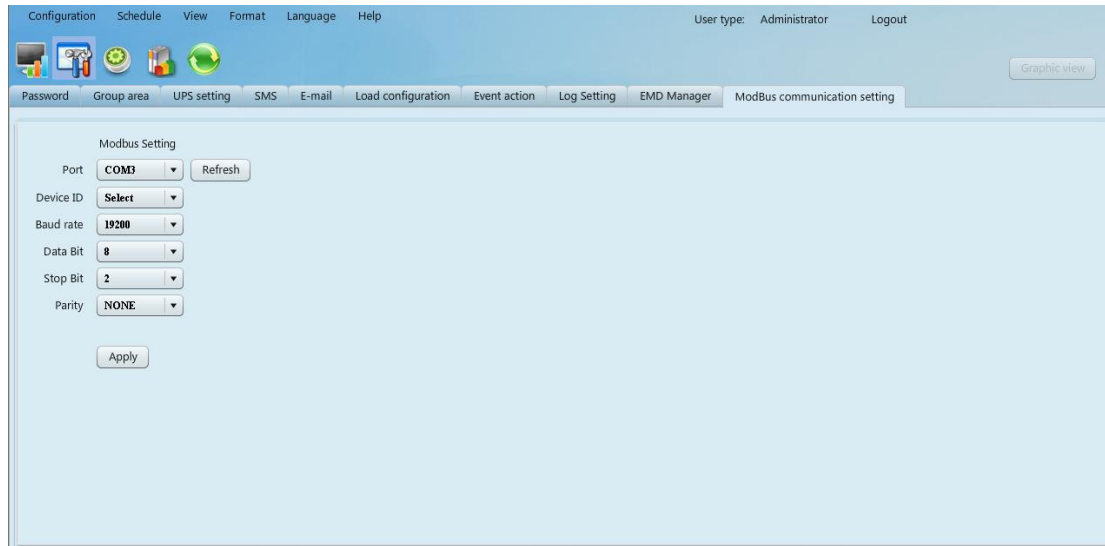 Configuration Schedule View Format Language Help User type: Administrator Logout
Graphic view
Password Group area UPS setting SMS E-mail Load configuration Event action Log Setting EMD Manager ModBus communication setting
Modbus Setting
Port COM3 Refresh
Device ID Select
Baud rate 19200
Data Bit 8
Stop Bit 2
Parity NONE
Apply